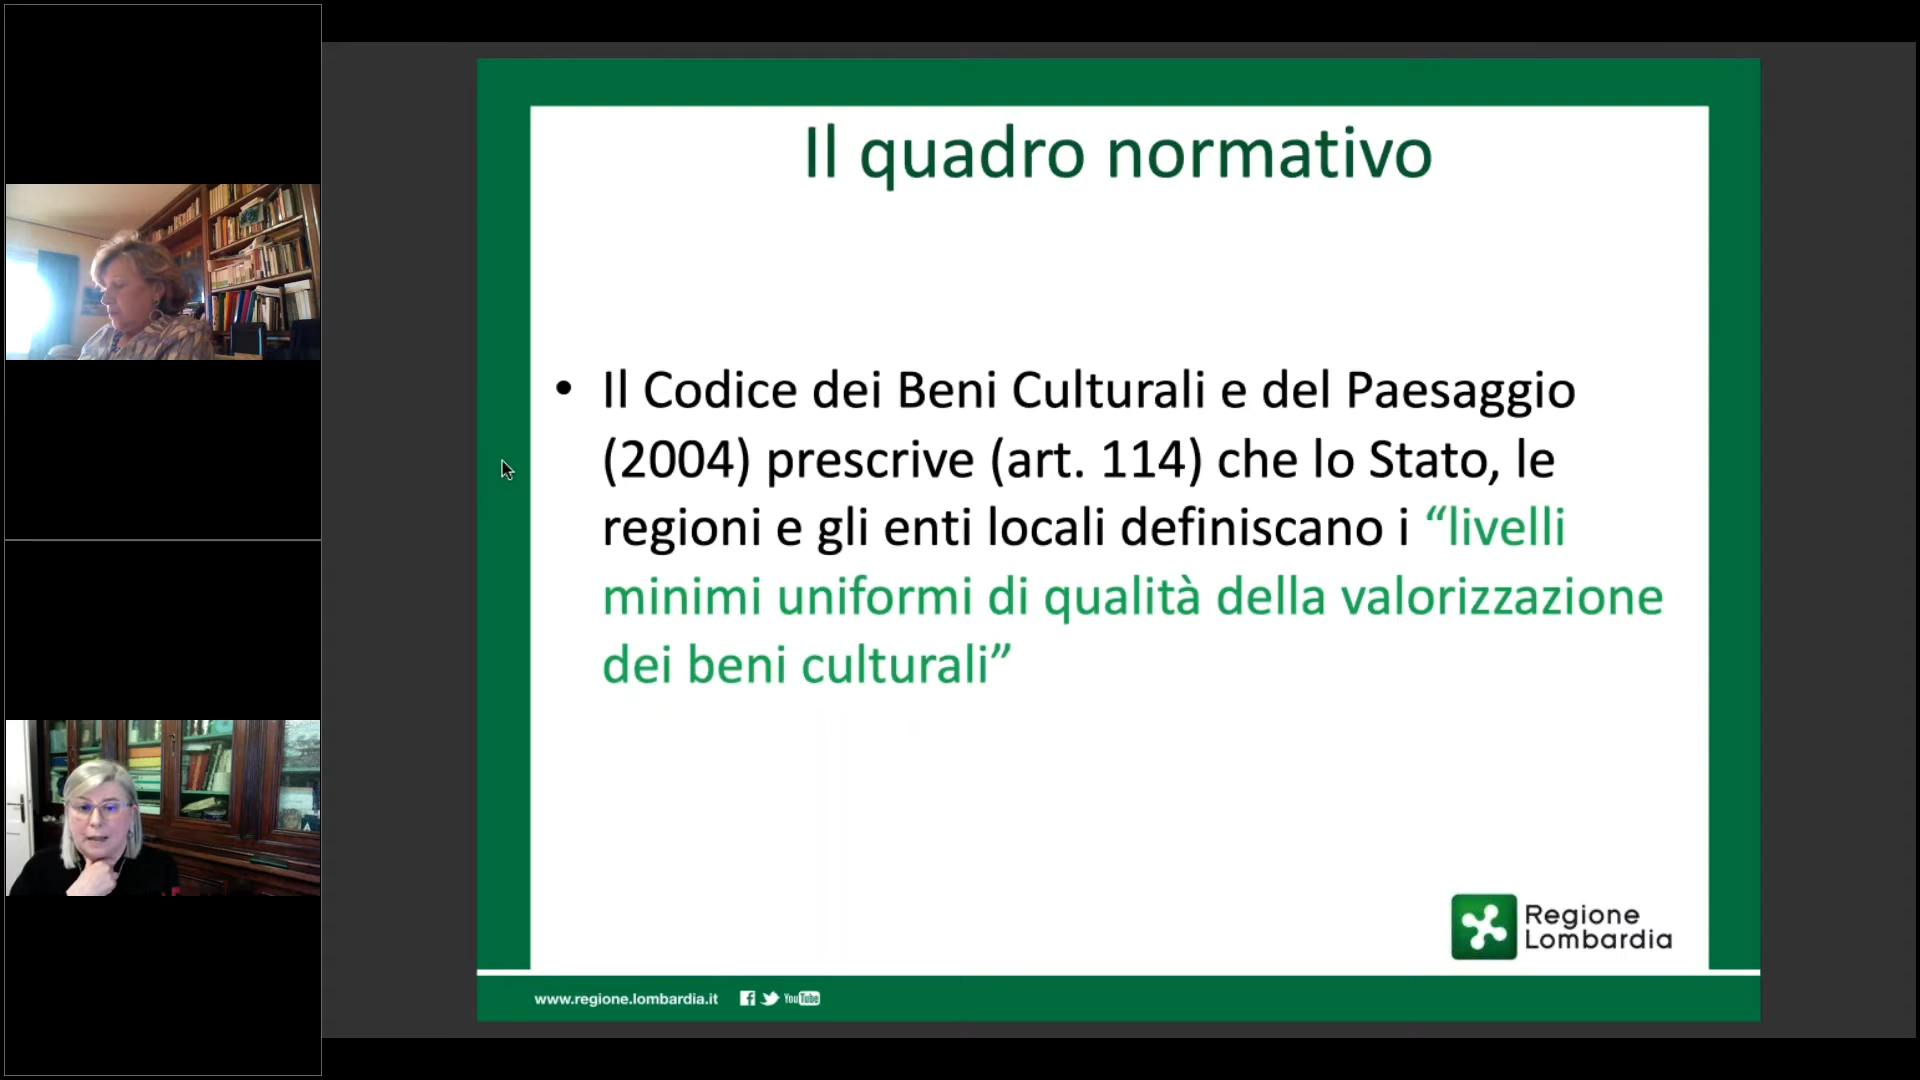 Il quadro normativo
• Il Codice dei Beni Culturali e del Paesaggio
(2004) prescrive (art. 114) che lo Stato, le
regioni e gli enti locali definiscano i “livelli
minimi uniformi di qualità della valorizzazione
dei beni culturali”
Regione
Lombardia
www.regione.lombardia.it
YouTube